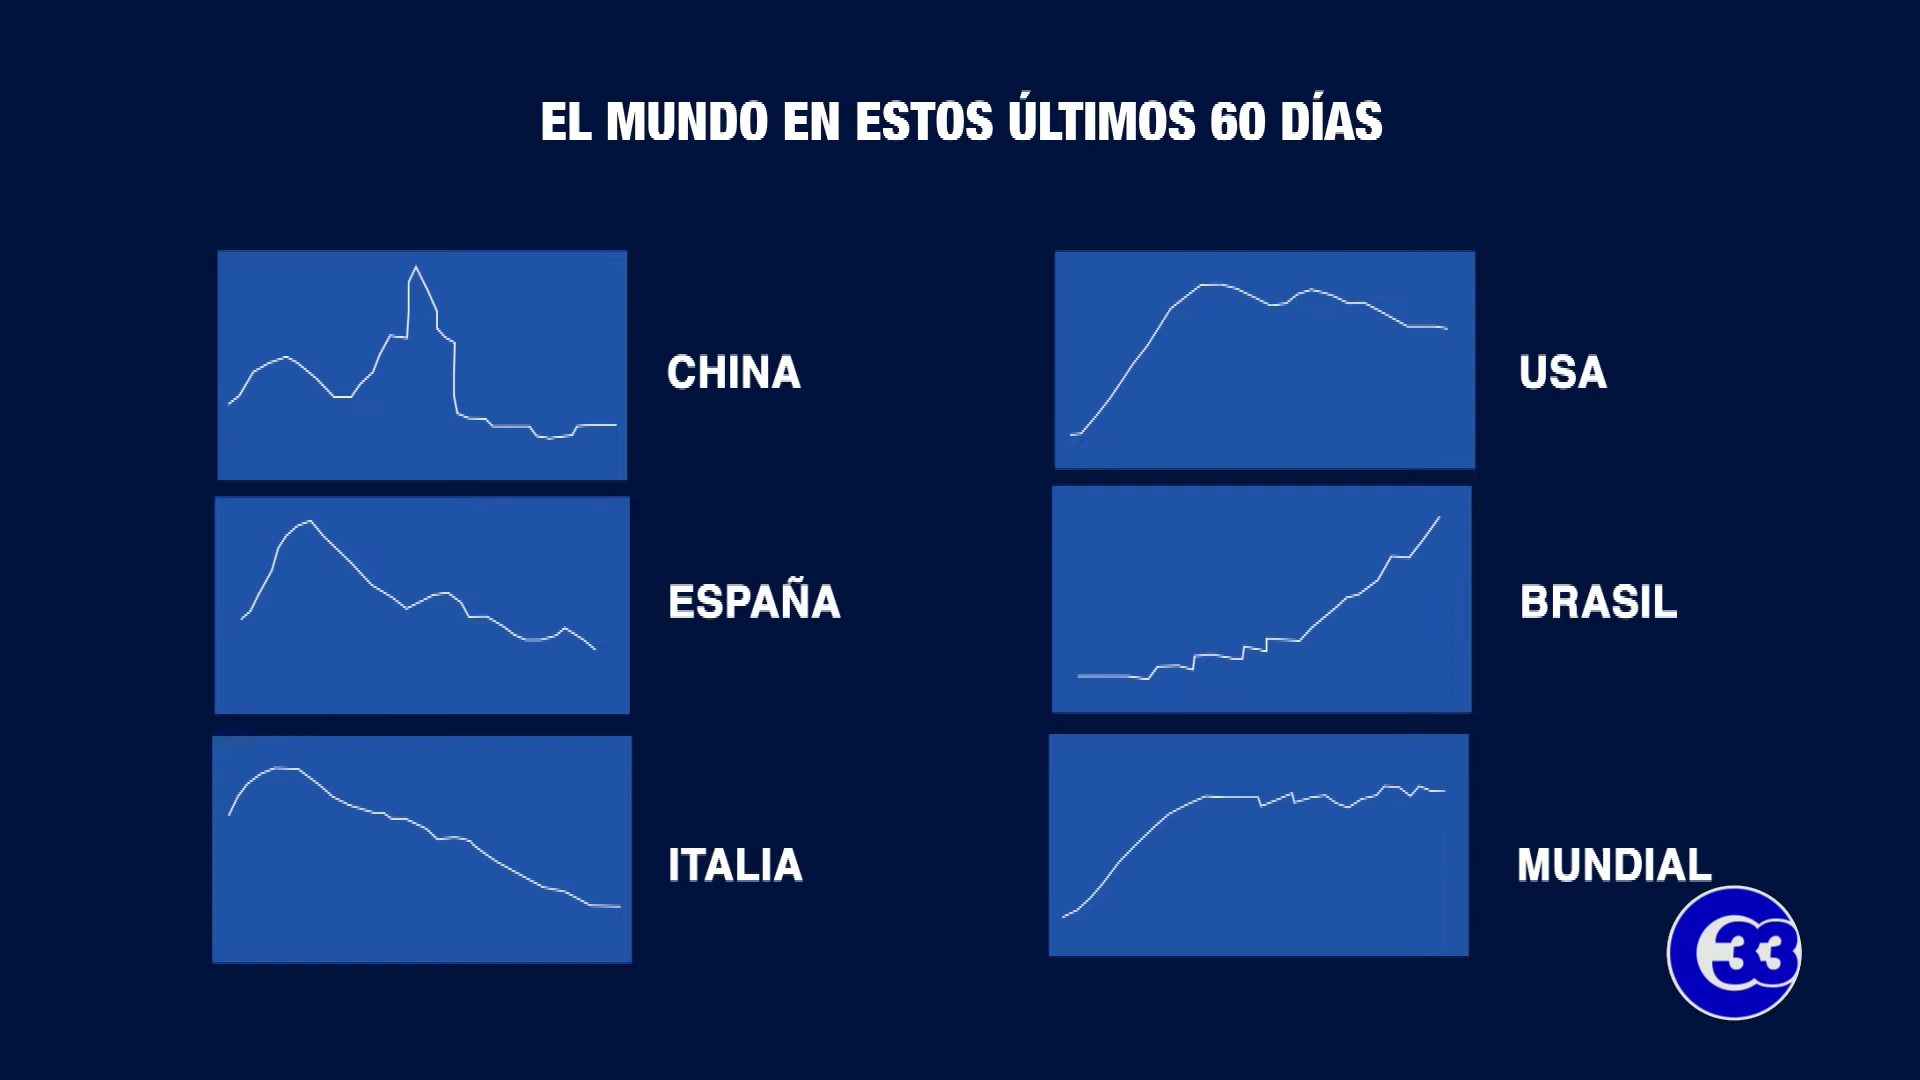 EL MUNDO EN ESTOS ÚLTIMOS 60 DÍAS
CHINA
USA
ESPAÑA
BRASIL
ITALIA
MUNDIAL
33